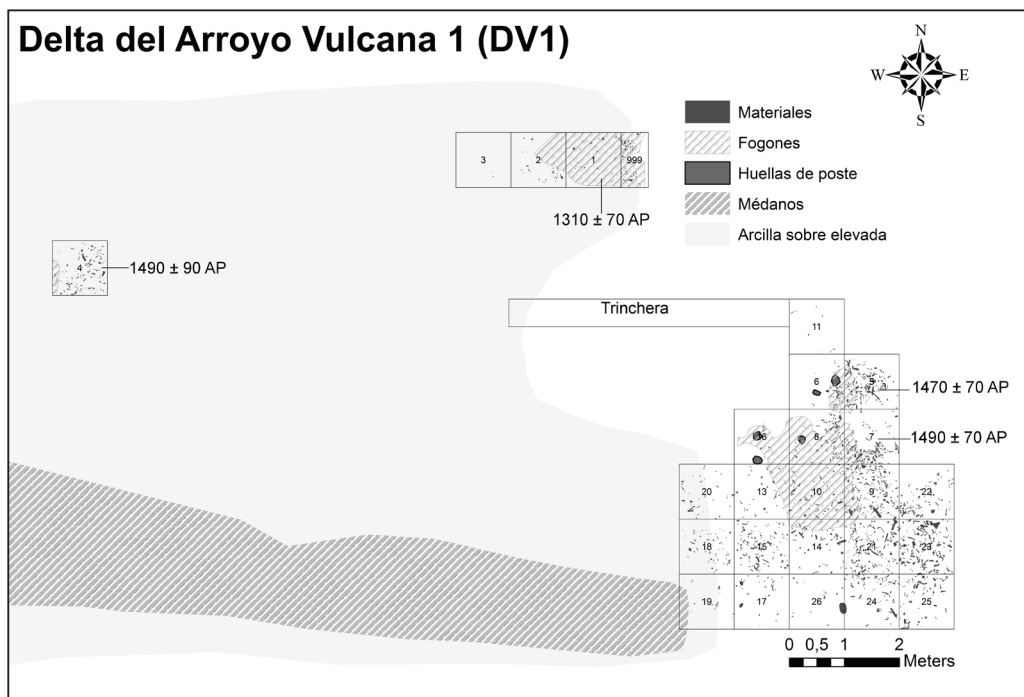 Delta del Arroyo Vulcana 1 (DV1)
N
W E
S
Materiales
Fogones
Huellas de poste
Médanos
Arcilla sobre elevada
3 2 1 999
1310 ± 70 AP
4 1490 ± 90 AP
Trinchera
11
6 5 1470 ± 70 AP
16 8 7 1490 ± 70 AP
20 13 10 9 22
18 15 14 21 23
19 17 26 24 25
0 0,5 1 2
Meters